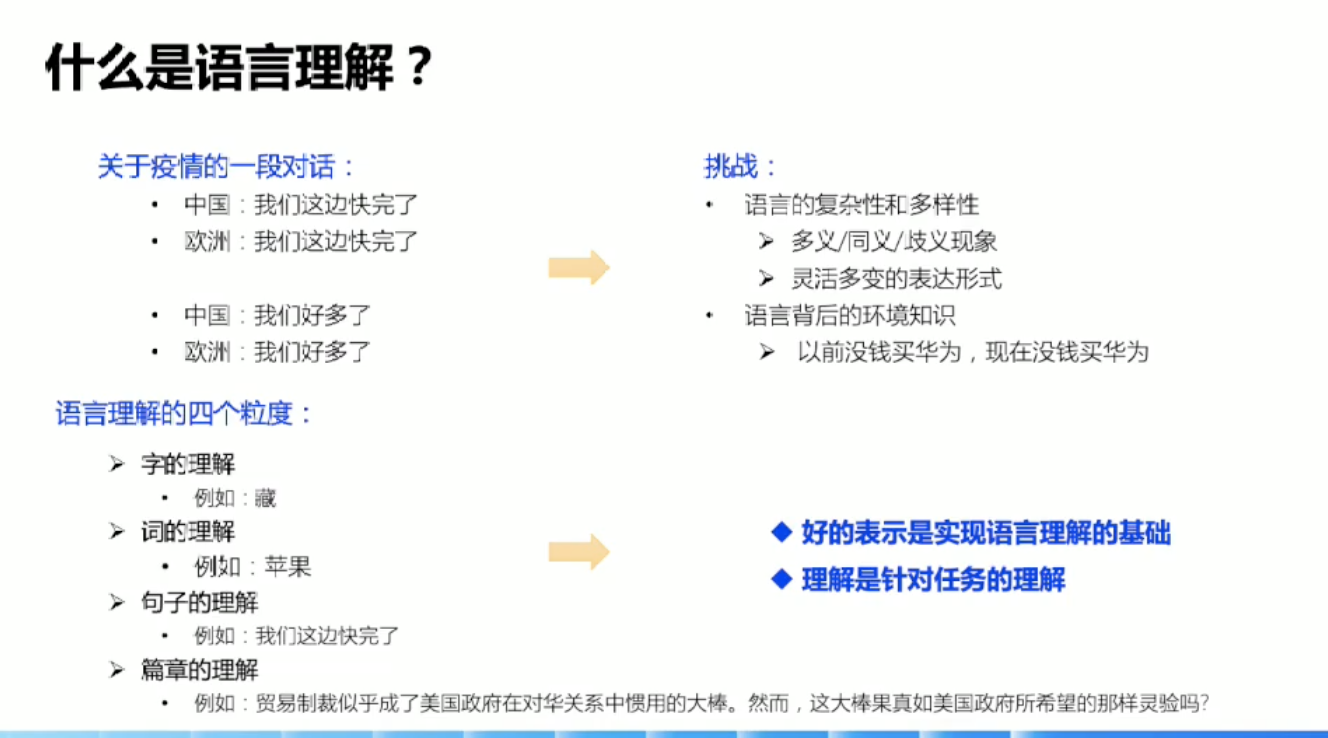 什么是语言理解？
关于疫情的一段对话：
• 中国：我们这边快完了
• 欧洲：我们这边快完了
• 中国：我们好多了
• 欧洲：我们好多了
挑战：
• 语言的复杂性和多样性
➢ 多义/同义/歧义现象
➢ 灵活多变的表达形式
• 语言背后的环境知识
➢ 以前没钱买华为，现在没钱买华为
语言理解的四个粒度：
➢ 字的理解
• 例如：藏
➢ 词的理解
• 例如：苹果
➢ 句子的理解
• 例如：我们这边快完了
➢ 篇章的理解
• 例如：贸易制裁似乎成了美国政府在对华关系中惯用的大棒。然而，这大棒果真如美国政府所希望的那样灵验吗?
◆ 好的表示是实现语言理解的基础
◆ 理解是针对任务的理解